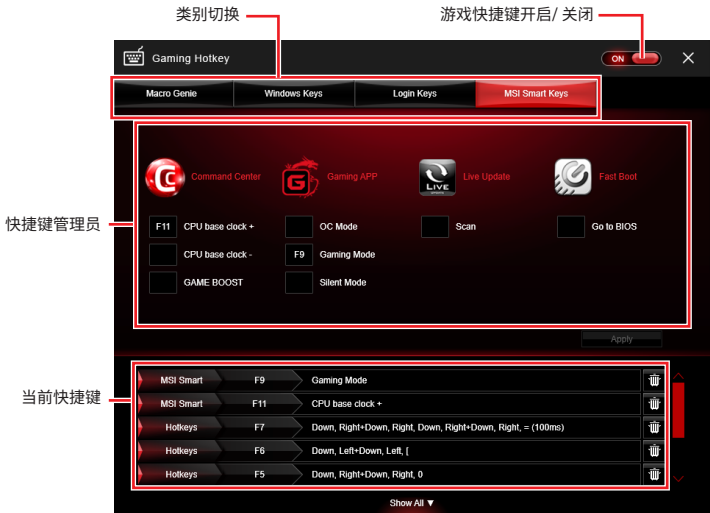 类别切换
游戏快捷键开启/ 关闭
Gaming Hotkey
ON
Macro Genie
Windows Keys
Login Keys
MSI Smart Keys
快捷键管理员
Command Center
Gaming APP
LIVE
Live Update
Fast Boot
F11 CPU base clock +
OC Mode
Scan
Go to BIOS
CPU base clock -
F9 Gaming Mode
GAME BOOST
Silent Mode
Apply
当前快捷键
MSI Smart F9 Gaming Mode
MSI Smart F11 CPU base clock +
Hotkeys F7 Down, Right+Down, Right, Down, Right+Down, Right, = (100ms)
Hotkeys F6 Down, Left+Down, Left, [
Hotkeys F5 Down, Right+Down, Right, 0
Show All ▼